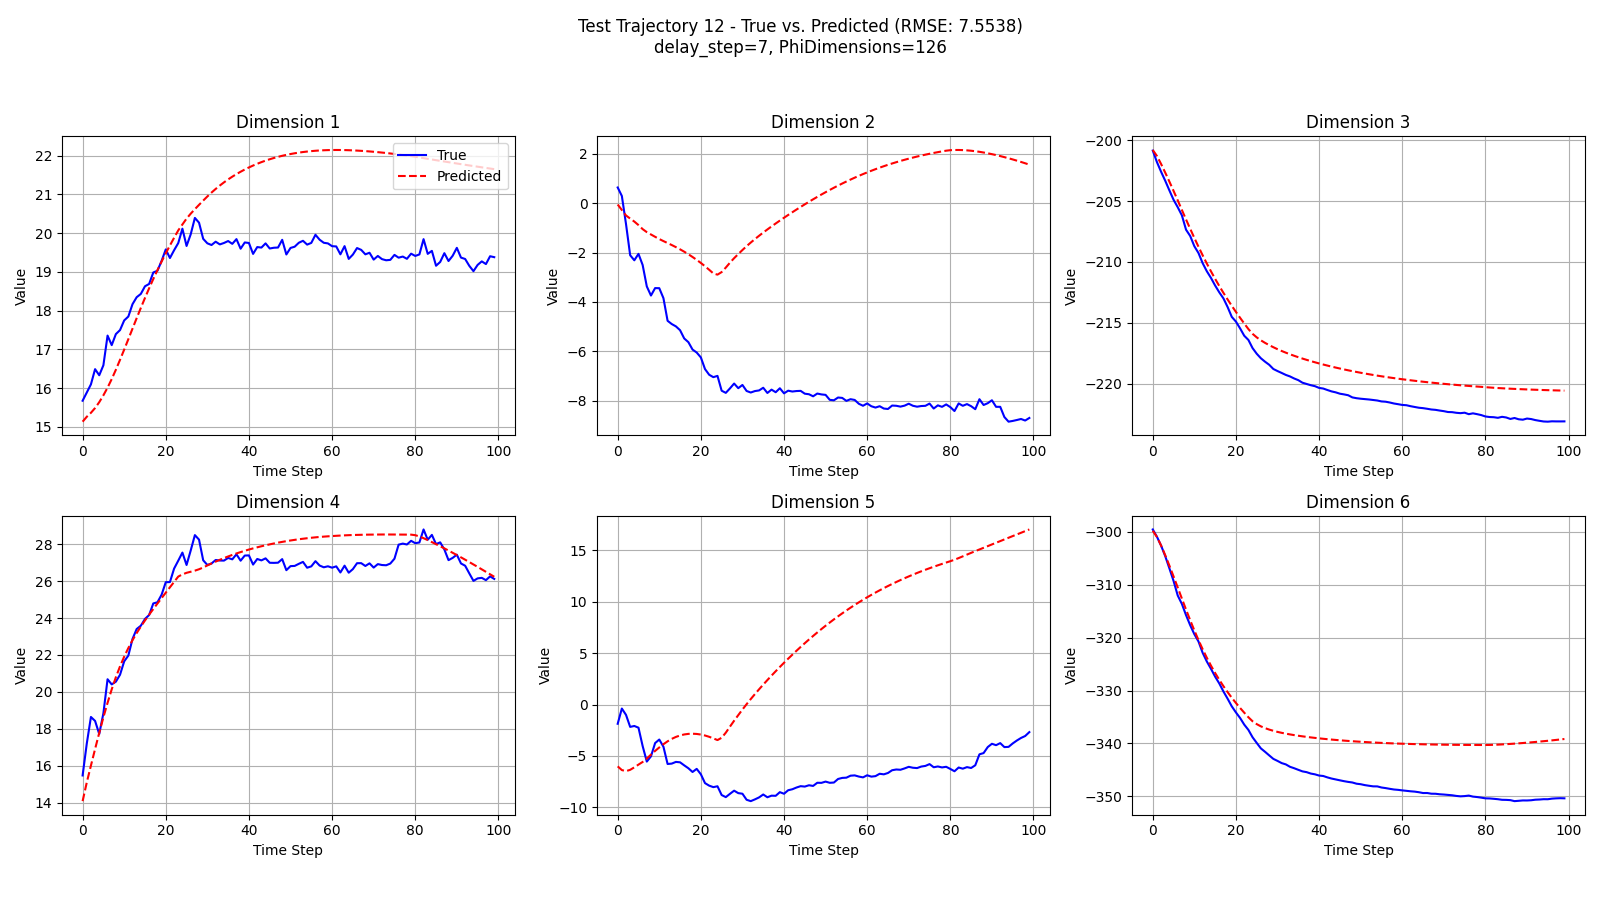 Test Trajectory 12 - True vs. Predicted (RMSE: 7.5538)
delay_step=7, PhiDimensions=126
Dimension 1
True
Predicted
Value
22
21
20
19
18
17
16
15
0 20 40 60 80 100
Time Step
Dimension 2
Value
2
0
−2
−4
−6
−8
0 20 40 60 80 100
Time Step
Dimension 3
Value
−200
−205
−210
−215
−220
0 20 40 60 80 100
Time Step
Dimension 4
Value
28
26
24
22
20
18
16
14
0 20 40 60 80 100
Time Step
Dimension 5
Value
15
10
5
0
−5
−10
0 20 40 60 80 100
Time Step
Dimension 6
Value
−300
−310
−320
−330
−340
−350
0 20 40 60 80 100
Time Step